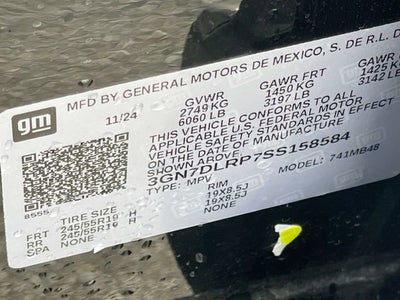 MFD BY GENERAL MOTORS DE MEXICO, S. DE R.L. D
gm
11/24
GVWR GAWR FRT GAWR
2749 KG 1450 KG 1425 K
6060 LB 3197 LB 3142 LB
THIS VEHICLE CONFORMS TO ALL
APPLICABLE U.S. FEDERAL MOTOR
VEHICLE SAFETY STANDARDS IN EFFECT
ON THE DATE OF MANUFACTURE
SHOWN ABOVE.
3GN7DLRP7SS158584
TYPE: MPV MODEL: 741MB48
8555
TIRE SIZE RIM
FRT 245/55R19 H 19X8.5J
RR 245/55R19 H 19X8.5J
SPA NONE NONE